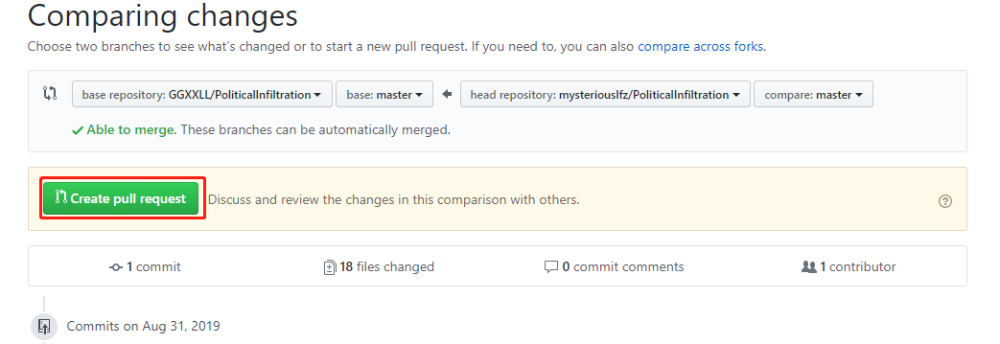 Comparing changes
Choose two branches to see what's changed or to start a new pull request. If you need to, you can also compare across forks.
base repository: GGXXLL/PoliticalInfiltration base: master head repository: mysteriouslfz/PoliticalInfiltration compare: master
Able to merge. These branches can be automatically merged.
Create pull request Discuss and review the changes in this comparison with others.
1 commit 18 files changed 0 commit comments 1 contributor
Commits on Aug 31, 2019